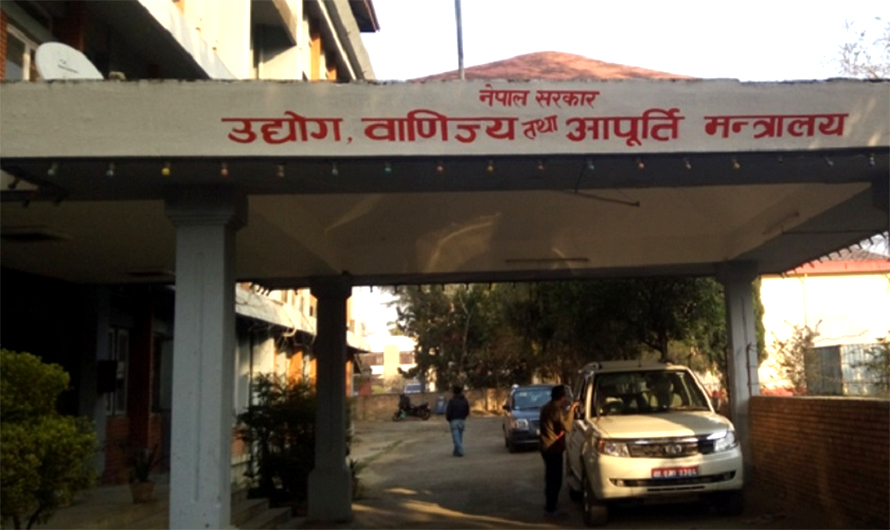 नेपाल सरकार
उद्योग, वाणिज्य तथा आपूर्ति मन्त्रालय